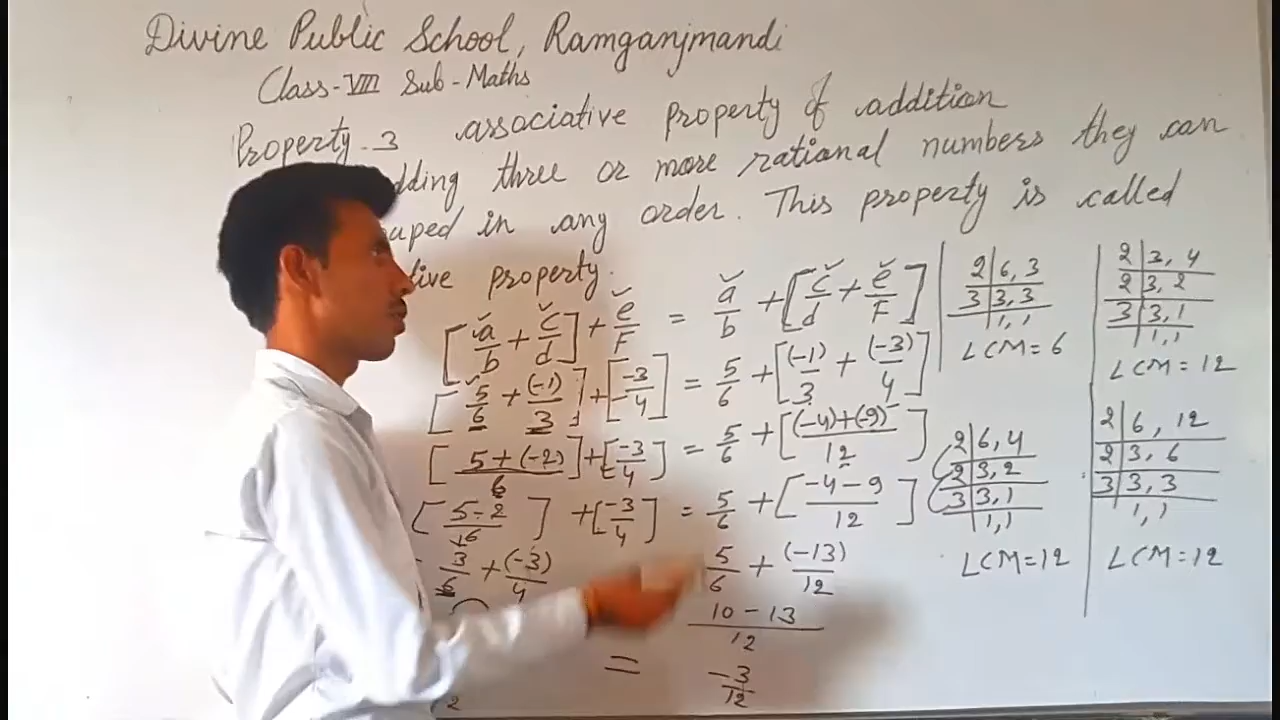 Divine Public School, Ramganjmandi
Class-VIII Sub-Maths
Property-3 associative property of addition
dding three or more rational numbers they can
uped in any order. This property is called
tive property.
[a/b + c/d] + e/F = a/b + [c/d + e/F]
[5/6 + (-1)/3] + [-3/-4] = 5/6 + [(-1)/3 + (-3)/4]
[5+(-2)/6] + [-3/4] = 5/6 + [(-4)+(-9)/12]
[5-2/6] + [-3/4] = 5/6 + [-4-9/12]
3/6 + (-3)/4 5/6 + (-13)/12
10-13/12
= -3/12
2
2|6,3
3|3,3
1,1
LCM=6
2|3,4
2|3,2
3|3,1
1,1
LCM=12
2|6,4
2|3,2
3|3,1
1,1
LCM=12
2|6,12
2|3,6
3|3,3
1,1
LCM=12